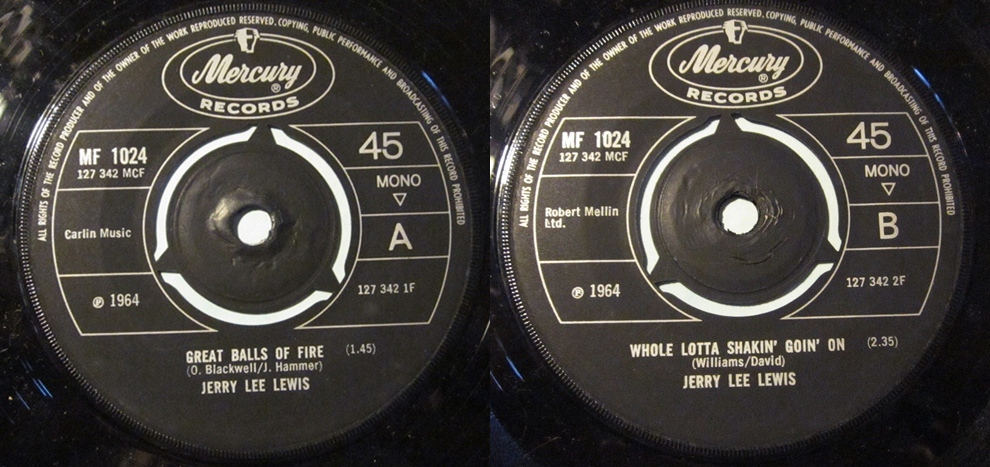 ALL RIGHTS OF THE RECORD PRODUCER AND OF THE OWNER OF THE WORK REPRODUCED RESERVED. COPYING, PUBLIC PERFORMANCE AND BROADCASTING OF THIS RECORD PROHIBITED
Mercury®
RECORDS
MF 1024
127 342 MCF
45
MONO
Carlin Music
A
℗ 1964
127 342 1F
GREAT BALLS OF FIRE (1.45)
(O. Blackwell/J. Hammer)
JERRY LEE LEWIS
ALL RIGHTS OF THE RECORD PRODUCER AND OF THE OWNER OF THE WORK REPRODUCED RESERVED. COPYING, PUBLIC PERFORMANCE AND BROADCASTING OF THIS RECORD PROHIBITED
Mercury®
RECORDS
MF 1024
127 342 MCF
45
MONO
Robert Mellin
Ltd.
B
℗ 1964
127 342 2F
WHOLE LOTTA SHAKIN' GOIN' ON (2.35)
(Williams/David)
JERRY LEE LEWIS